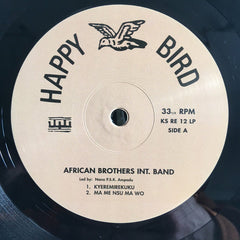 HAPPY BIRD
33⅓ RPM
KS RE 12 LP
SIDE A
AFRICAN BROTHERS INT. BAND
Led by: Nana P.S.K. Ampadu
1. KYEREMIREKUKU
2. MA ME NSU MA WO